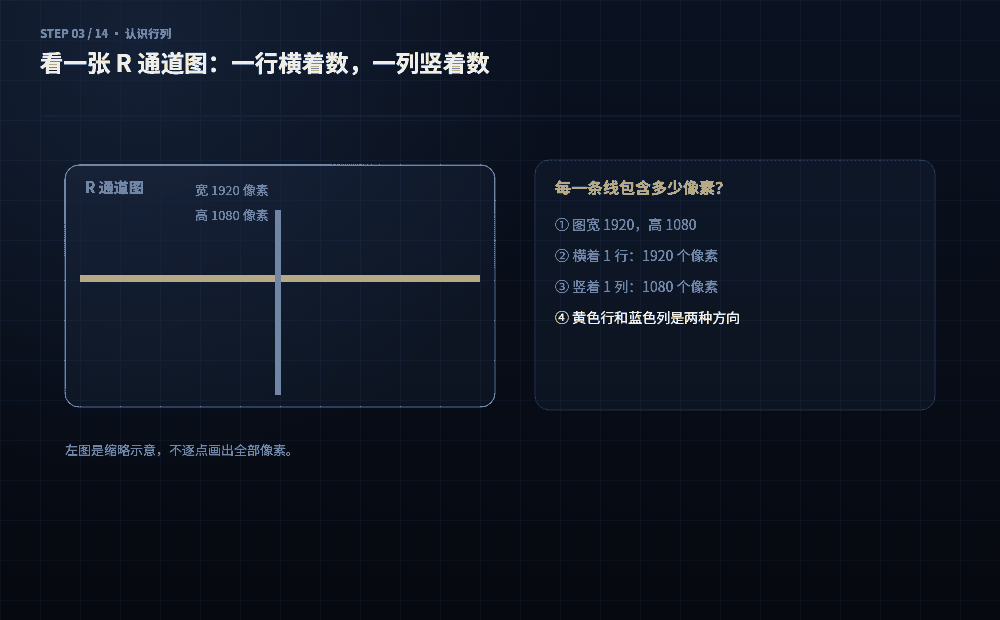 STEP 03 / 14 · 认识行列
看一张 R 通道图：一行横着数，一列竖着数
R 通道图
宽 1920 像素
高 1080 像素
每一条线包含多少像素？
① 图宽 1920，高 1080
② 横着 1 行：1920 个像素
③ 竖着 1 列：1080 个像素
④ 黄色行和蓝色列是两种方向
左图是缩略示意，不逐点画出全部像素。